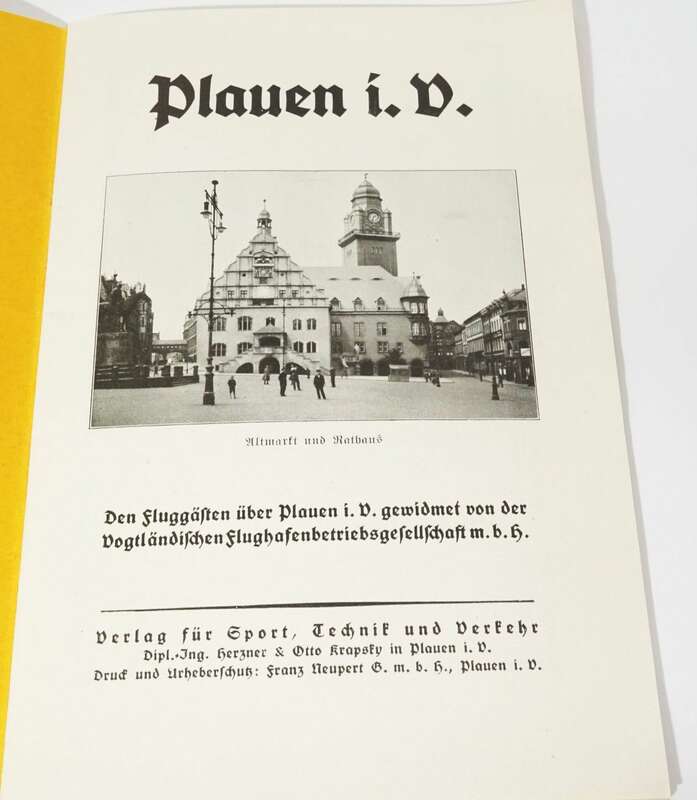 Plauen i. V.
Altmarkt und Rathaus
Den Fluggästen über Plauen i. V. gewidmet von der
Vogtländischen Flughafenbetriebsgesellschaft m. b. H.
Verlag für Sport, Technik und Verkehr
Dipl.-Ing. Herzner & Otto Krapsky in Plauen i. V.
Druck und Urheberschutz: Franz Neupert G. m. b. H., Plauen i. V.